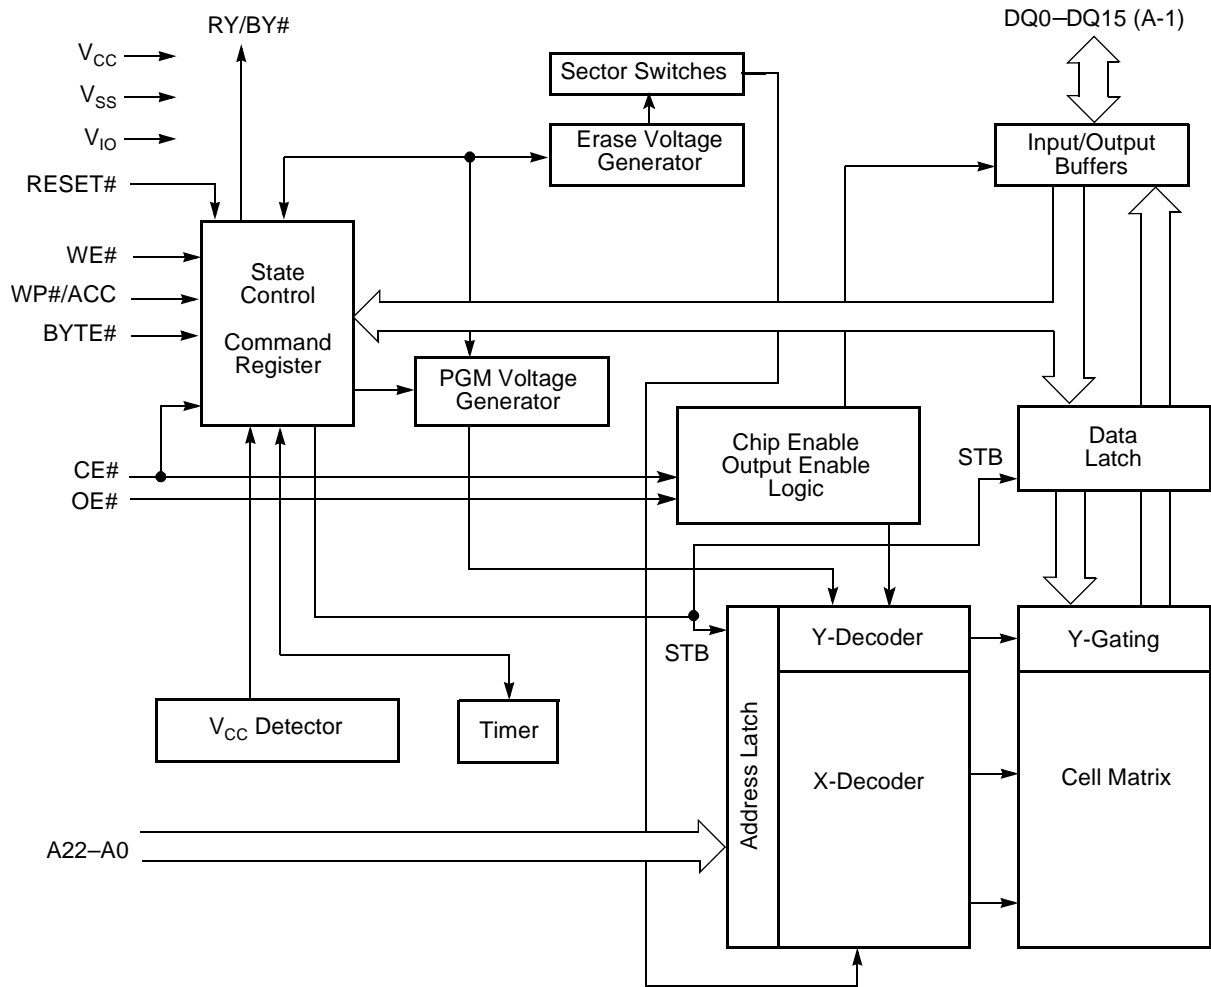 RY/BY#
DQ0–DQ15 (A-1)
VCC
VSS
VIO
RESET#
WE#
WP#/ACC
BYTE#
CE#
OE#
Sector Switches
Erase Voltage
Generator
Input/Output
Buffers
State
Control
Command
Register
PGM Voltage
Generator
Chip Enable
Output Enable
Logic
STB
Data
Latch
STB
Y-Decoder
Y-Gating
VCC Detector
Timer
Address Latch
X-Decoder
Cell Matrix
A22–A0